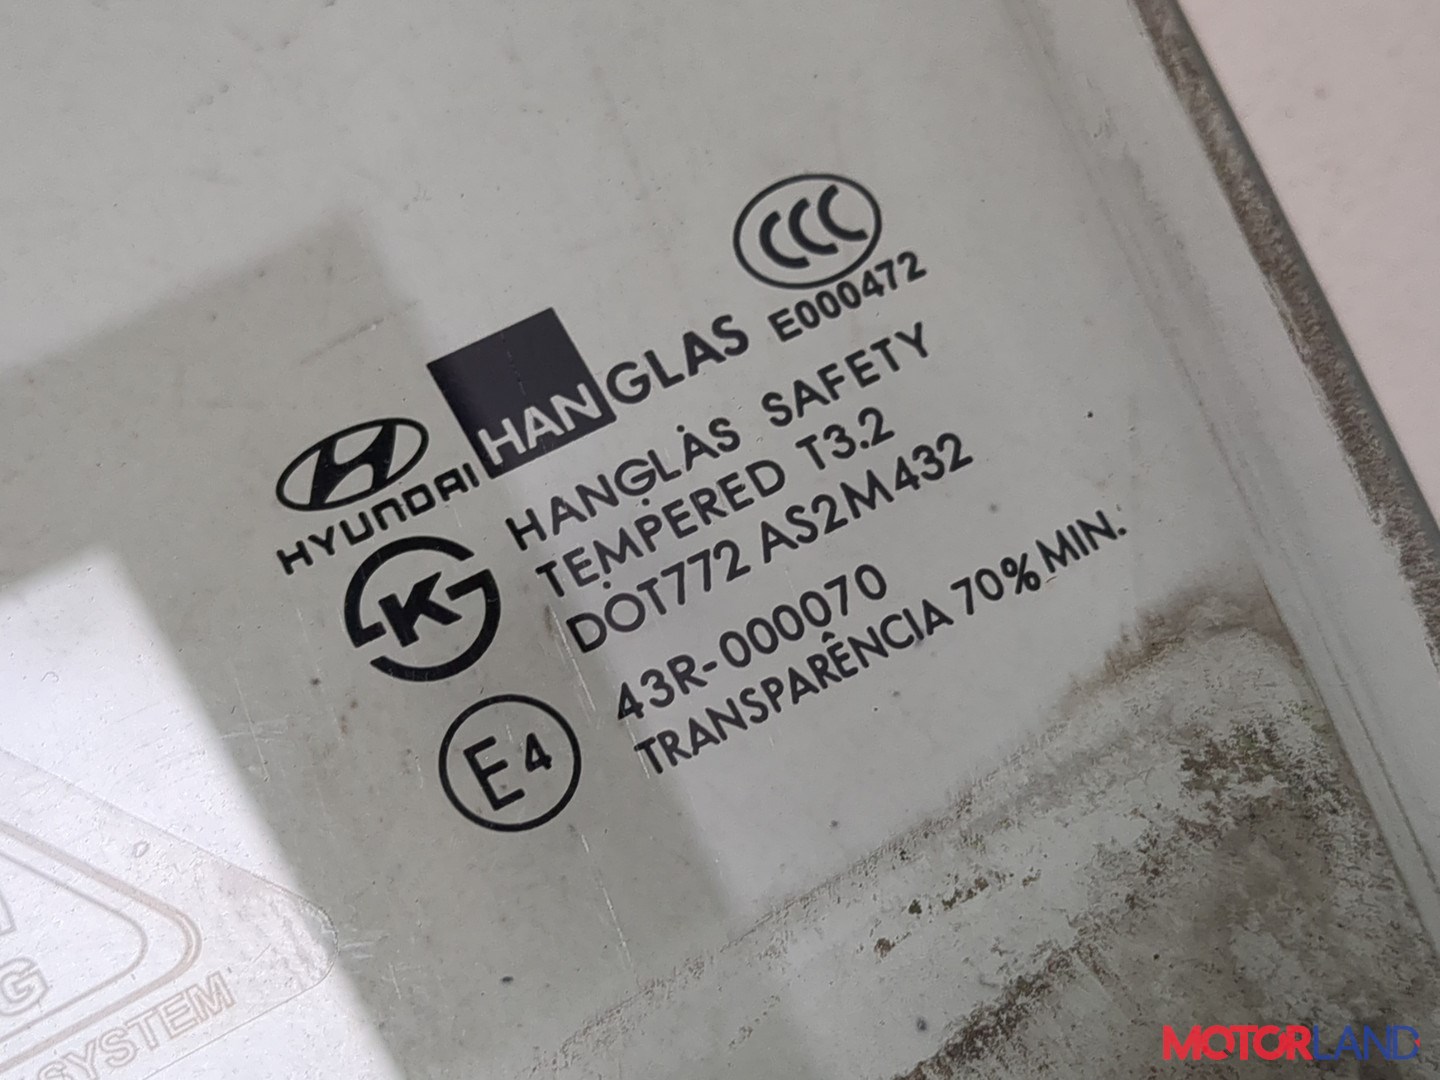 CCC
E000472
HANGLAS
HYUNDAI
HANGLAS SAFETY
TEMPERED T3.2
DOT772 AS2M432
K
43R-000070
E4
TRANSPARÊNCIA 70% MIN.
SYSTEM
MOTORLAND